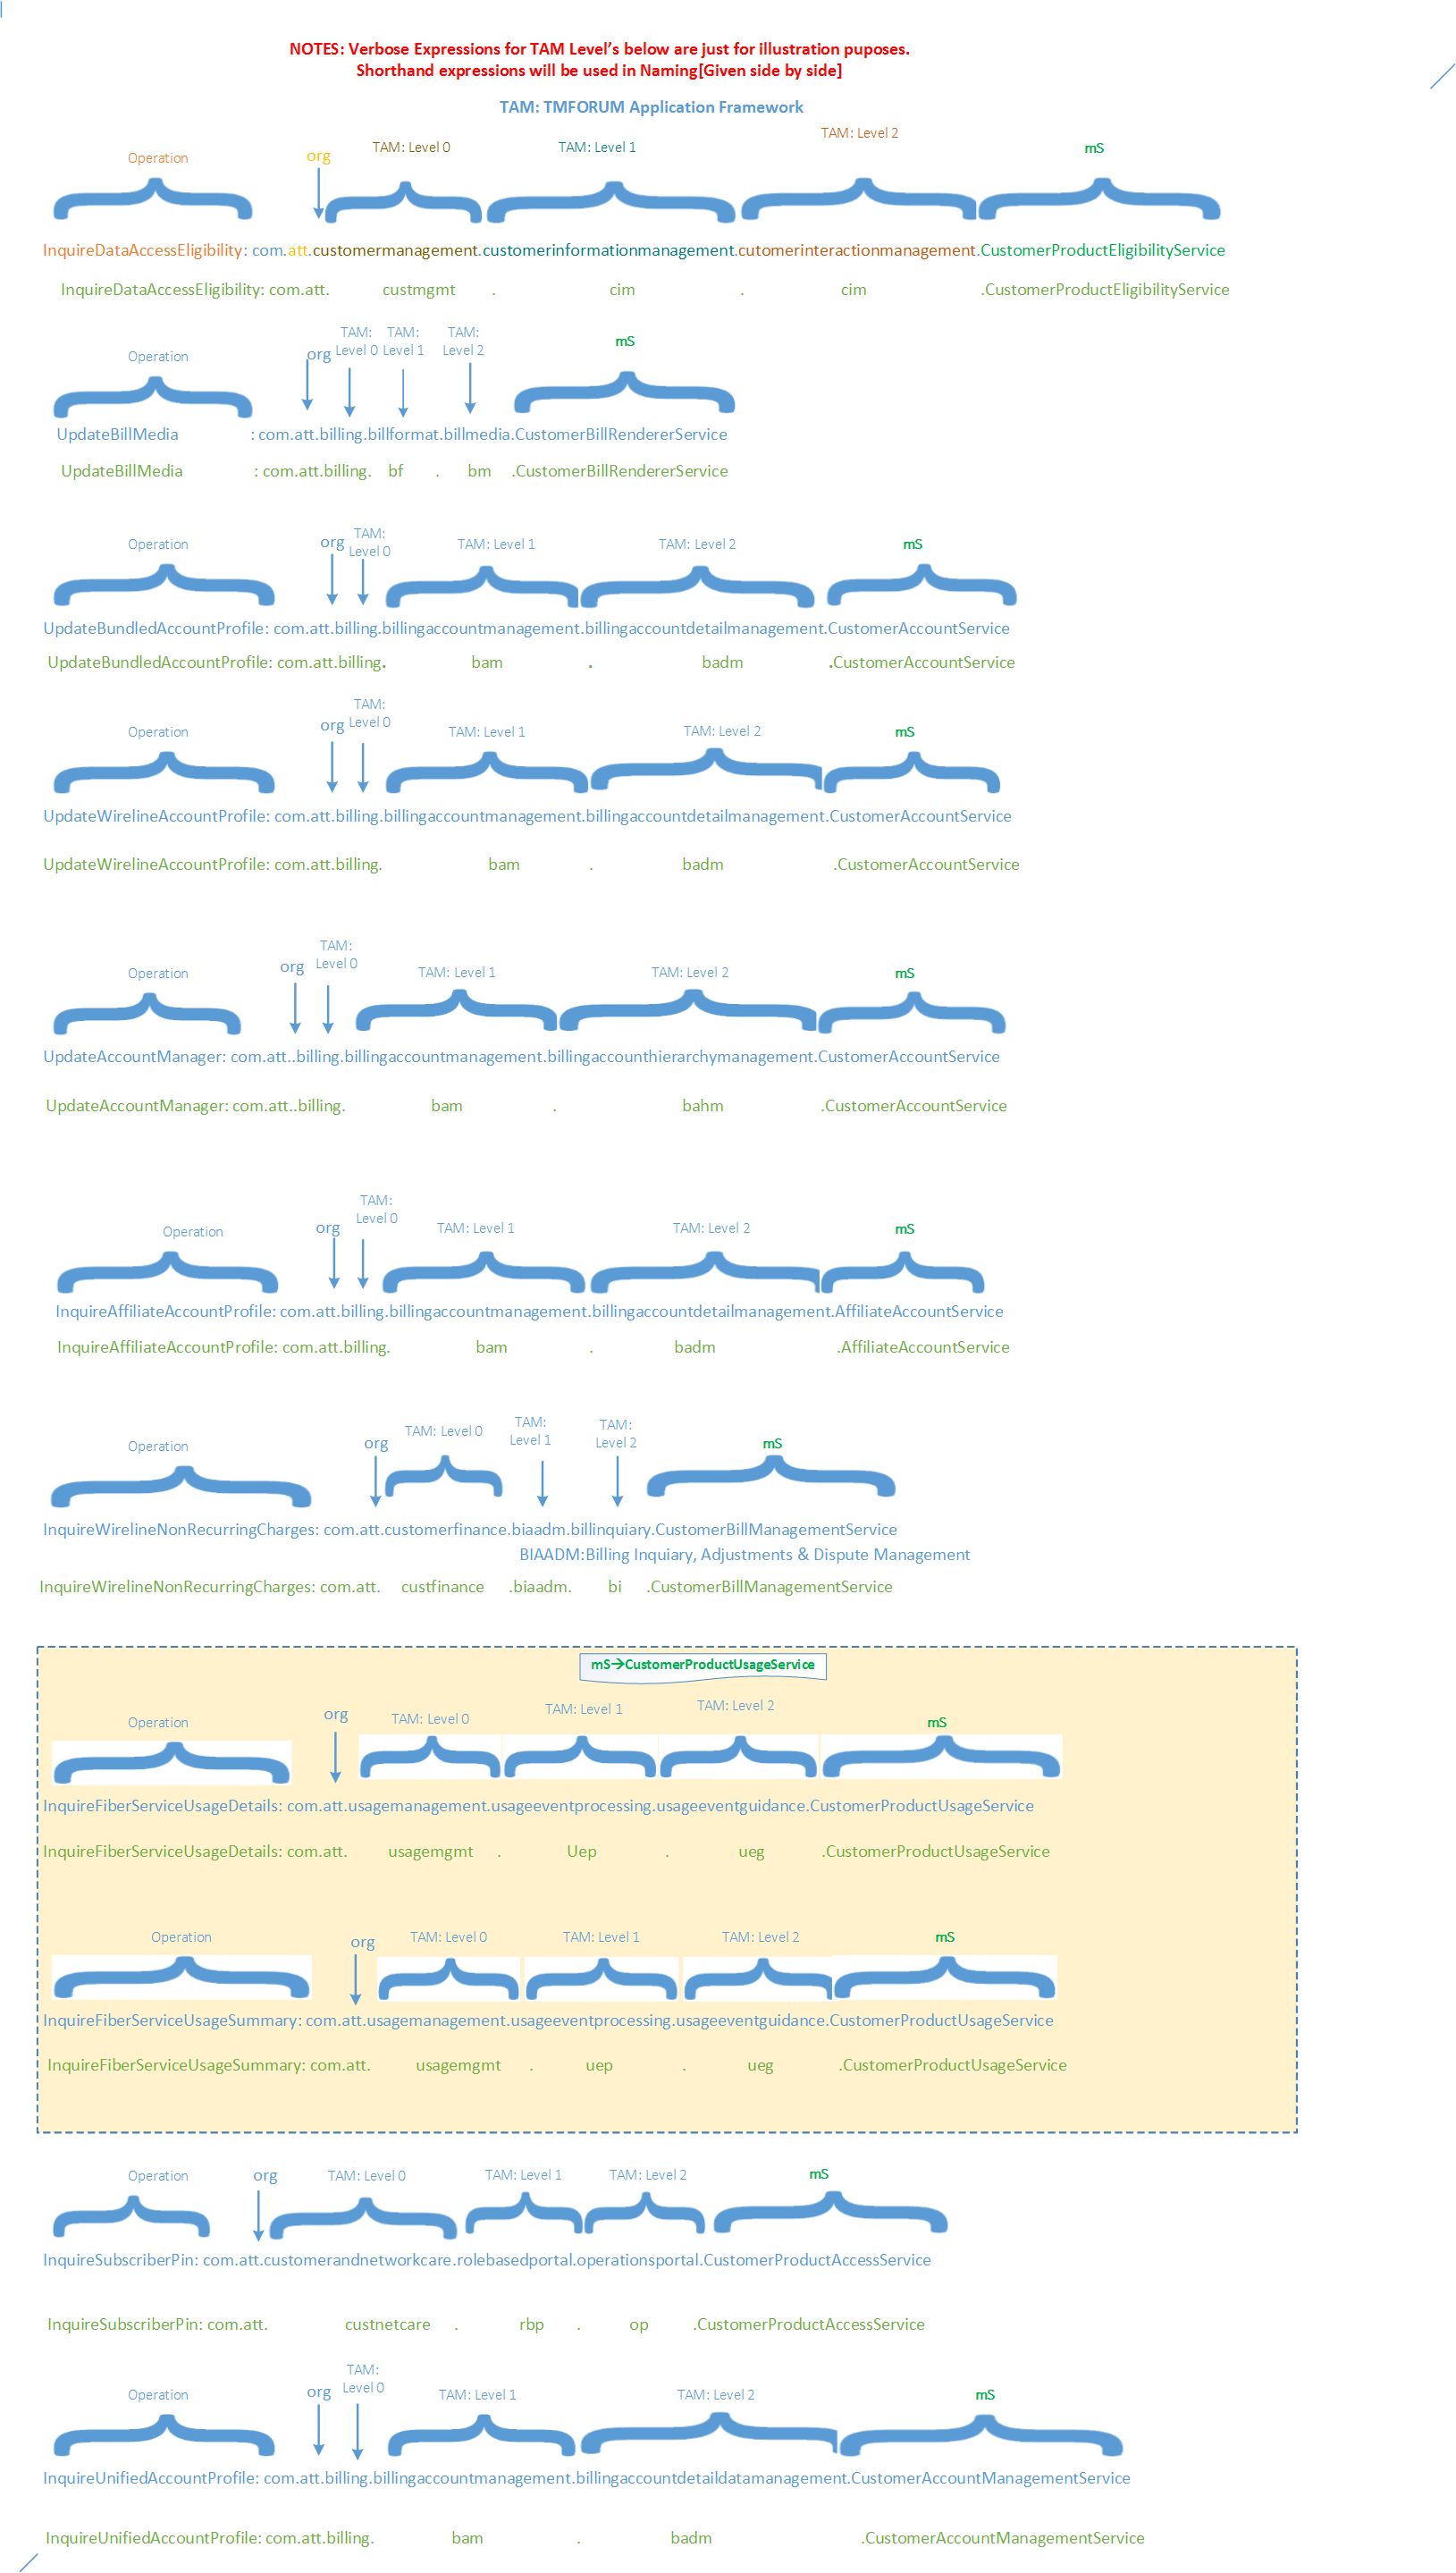 NOTES: Verbose Expressions for TAM Level's below are just for illustration puposes.
Shorthand expressions will be used in Naming[Given side by side]
TAM: TMFORUM Application Framework
Operation
org
TAM: Level 0
TAM: Level 1
TAM: Level 2
mS
InquireDataAccessEligibility: com.att.customermanagement.customerinformationmanagement.cutomerinteractionmanagement.CustomerProductEligibilityService
InquireDataAccessEligibility: com.att. custmgmt . cim . cim .CustomerProductEligibilityService
Operation
org
TAM:
Level 0
TAM:
Level 1
TAM:
Level 2
mS
UpdateBillMedia : com.att.billing.billformat.billmedia.CustomerBillRendererService
UpdateBillMedia : com.att.billing. bf . bm .CustomerBillRendererService
Operation
org
TAM:
Level 0
TAM: Level 1
TAM: Level 2
mS
UpdateBundledAccountProfile: com.att.billing.billingaccountmanagement.billingaccountdetailmanagement.CustomerAccountService
UpdateBundledAccountProfile: com.att.billing. bam . badm .CustomerAccountService
Operation
org
TAM:
Level 0
TAM: Level 1
TAM: Level 2
mS
UpdateWirelineAccountProfile: com.att.billing.billingaccountmanagement.billingaccountdetailmanagement.CustomerAccountService
UpdateWirelineAccountProfile: com.att.billing. bam . badm .CustomerAccountService
Operation
org
TAM:
Level 0
TAM: Level 1
TAM: Level 2
mS
UpdateAccountManager: com.att..billing.billingaccountmanagement.billingaccounthierarchymanagement.CustomerAccountService
UpdateAccountManager: com.att..billing. bam . bahm .CustomerAccountService
Operation
org
TAM:
Level 0
TAM: Level 1
TAM: Level 2
mS
InquireAffiliateAccountProfile: com.att.billing.billingaccountmanagement.billingaccountdetailmanagement.AffiliateAccountService
InquireAffiliateAccountProfile: com.att.billing. bam . badm .AffiliateAccountService
Operation
org
TAM: Level 0
TAM:
Level 1
TAM:
Level 2
mS
InquireWirelineNonRecurringCharges: com.att.customerfinance.biaadm.billinquiary.CustomerBillManagementService
BIAADM:Billing Inquiary, Adjustments & Dispute Management
InquireWirelineNonRecurringCharges: com.att. custfinance .biaadm. bi .CustomerBillManagementService
mS→CustomerProductUsageService
Operation
org
TAM: Level 0
TAM: Level 1
TAM: Level 2
mS
InquireFiberServiceUsageDetails: com.att.usagemanagement.usageeventprocessing.usageeventguidance.CustomerProductUsageService
InquireFiberServiceUsageDetails: com.att. usagemgmt . Uep . ueg .CustomerProductUsageService
Operation
org
TAM: Level 0
TAM: Level 1
TAM: Level 2
mS
InquireFiberServiceUsageSummary: com.att.usagemanagement.usageeventprocessing.usageeventguidance.CustomerProductUsageService
InquireFiberServiceUsageSummary: com.att. usagemgmt . uep . ueg .CustomerProductUsageService
Operation
org
TAM: Level 0
TAM: Level 1
TAM: Level 2
mS
InquireSubscriberPin: com.att.customerandnetworkcare.rolebasedportal.operationsportal.CustomerProductAccessService
InquireSubscriberPin: com.att. custnetcare . rbp . op .CustomerProductAccessService
Operation
org
TAM:
Level 0
TAM: Level 1
TAM: Level 2
mS
InquireUnifiedAccountProfile: com.att.billing.billingaccountmanagement.billingaccountdetaildatamanagement.CustomerAccountManagementService
InquireUnifiedAccountProfile: com.att.billing. bam . badm .CustomerAccountManagementService